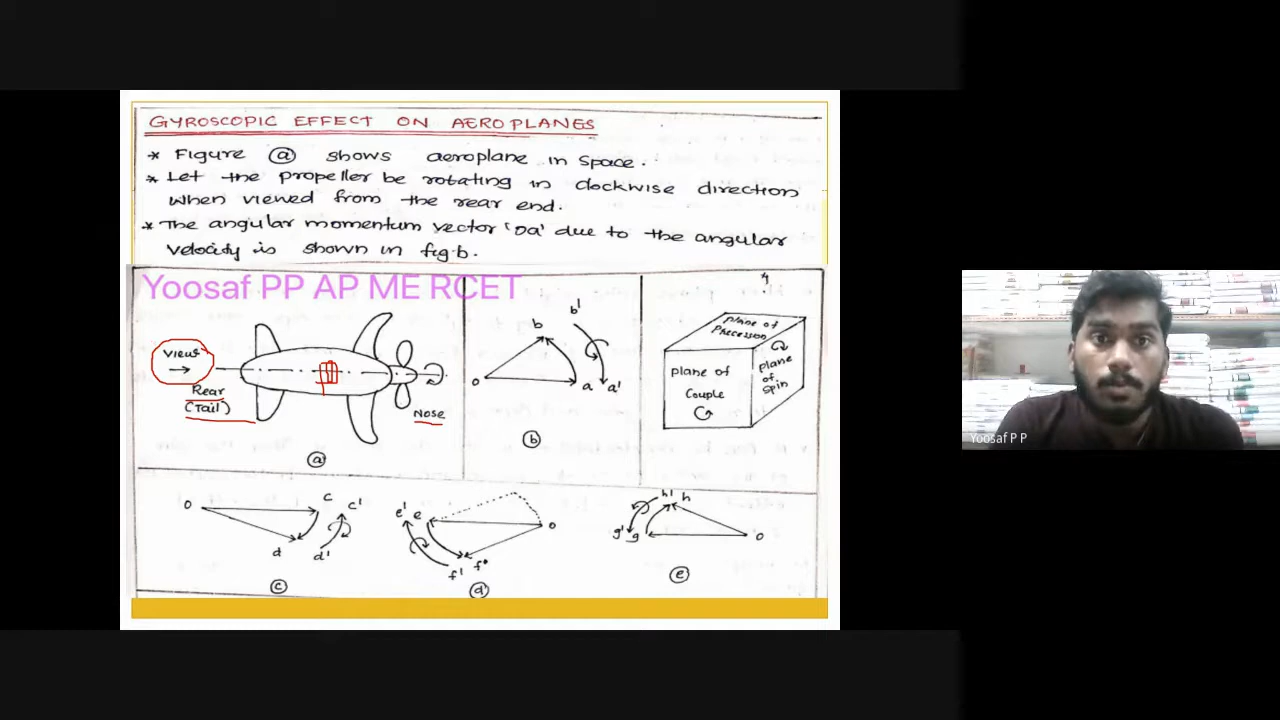 GYROSCOPIC EFFECT ON AEROPLANES
* Figure (a) shows aeroplane in Space.
* Let the propeller be rotating in clockwise direction
when viewed from the rear end.
* The angular momentum vector 'oa' due to the angular
velocity is shown in fig.b.
Yoosaf PP AP ME RCET
View
Rear
(Tail)
Nose
a
o
b
b'
a
a'
b
plane of
Precession
plane of
Couple
plane
of
spin
o
c
c'
d
d'
c
e'
e
o
f'
f
d
h'
h
g'
g
o
e
Yoosaf P P